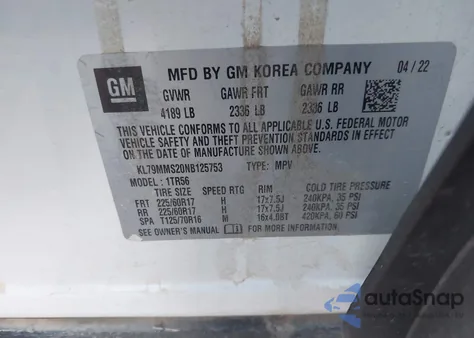 GM MFD BY GM KOREA COMPANY 04/22
GVWR GAWR FRT GAWR RR
4189 LB 2336 LB 2336 LB
THIS VEHICLE CONFORMS TO ALL APPLICABLE U.S. FEDERAL MOTOR
VEHICLE SAFETY, BUMPER, AND THEFT PREVENTION STANDARDS IN
EFFECT ON THE DATE OF MANUFACTURE SHOWN ABOVE.
KL79MMS20NB125753 TYPE: MPV
MODEL: 1TR56
TIRE SIZE SPEED RTG RIM COLD TIRE PRESSURE
FRT 225/60R17 H 17x7.5J 240KPA, 35 PSI
RR 225/60R17 H 17x7.5J 240KPA, 35 PSI
SPA T125/70R16 M 16x4.0BT 420KPA, 60 PSI
SEE OWNER'S MANUAL i FOR MORE INFORMATION
autoSnap
BY CARFAST EXPRESS